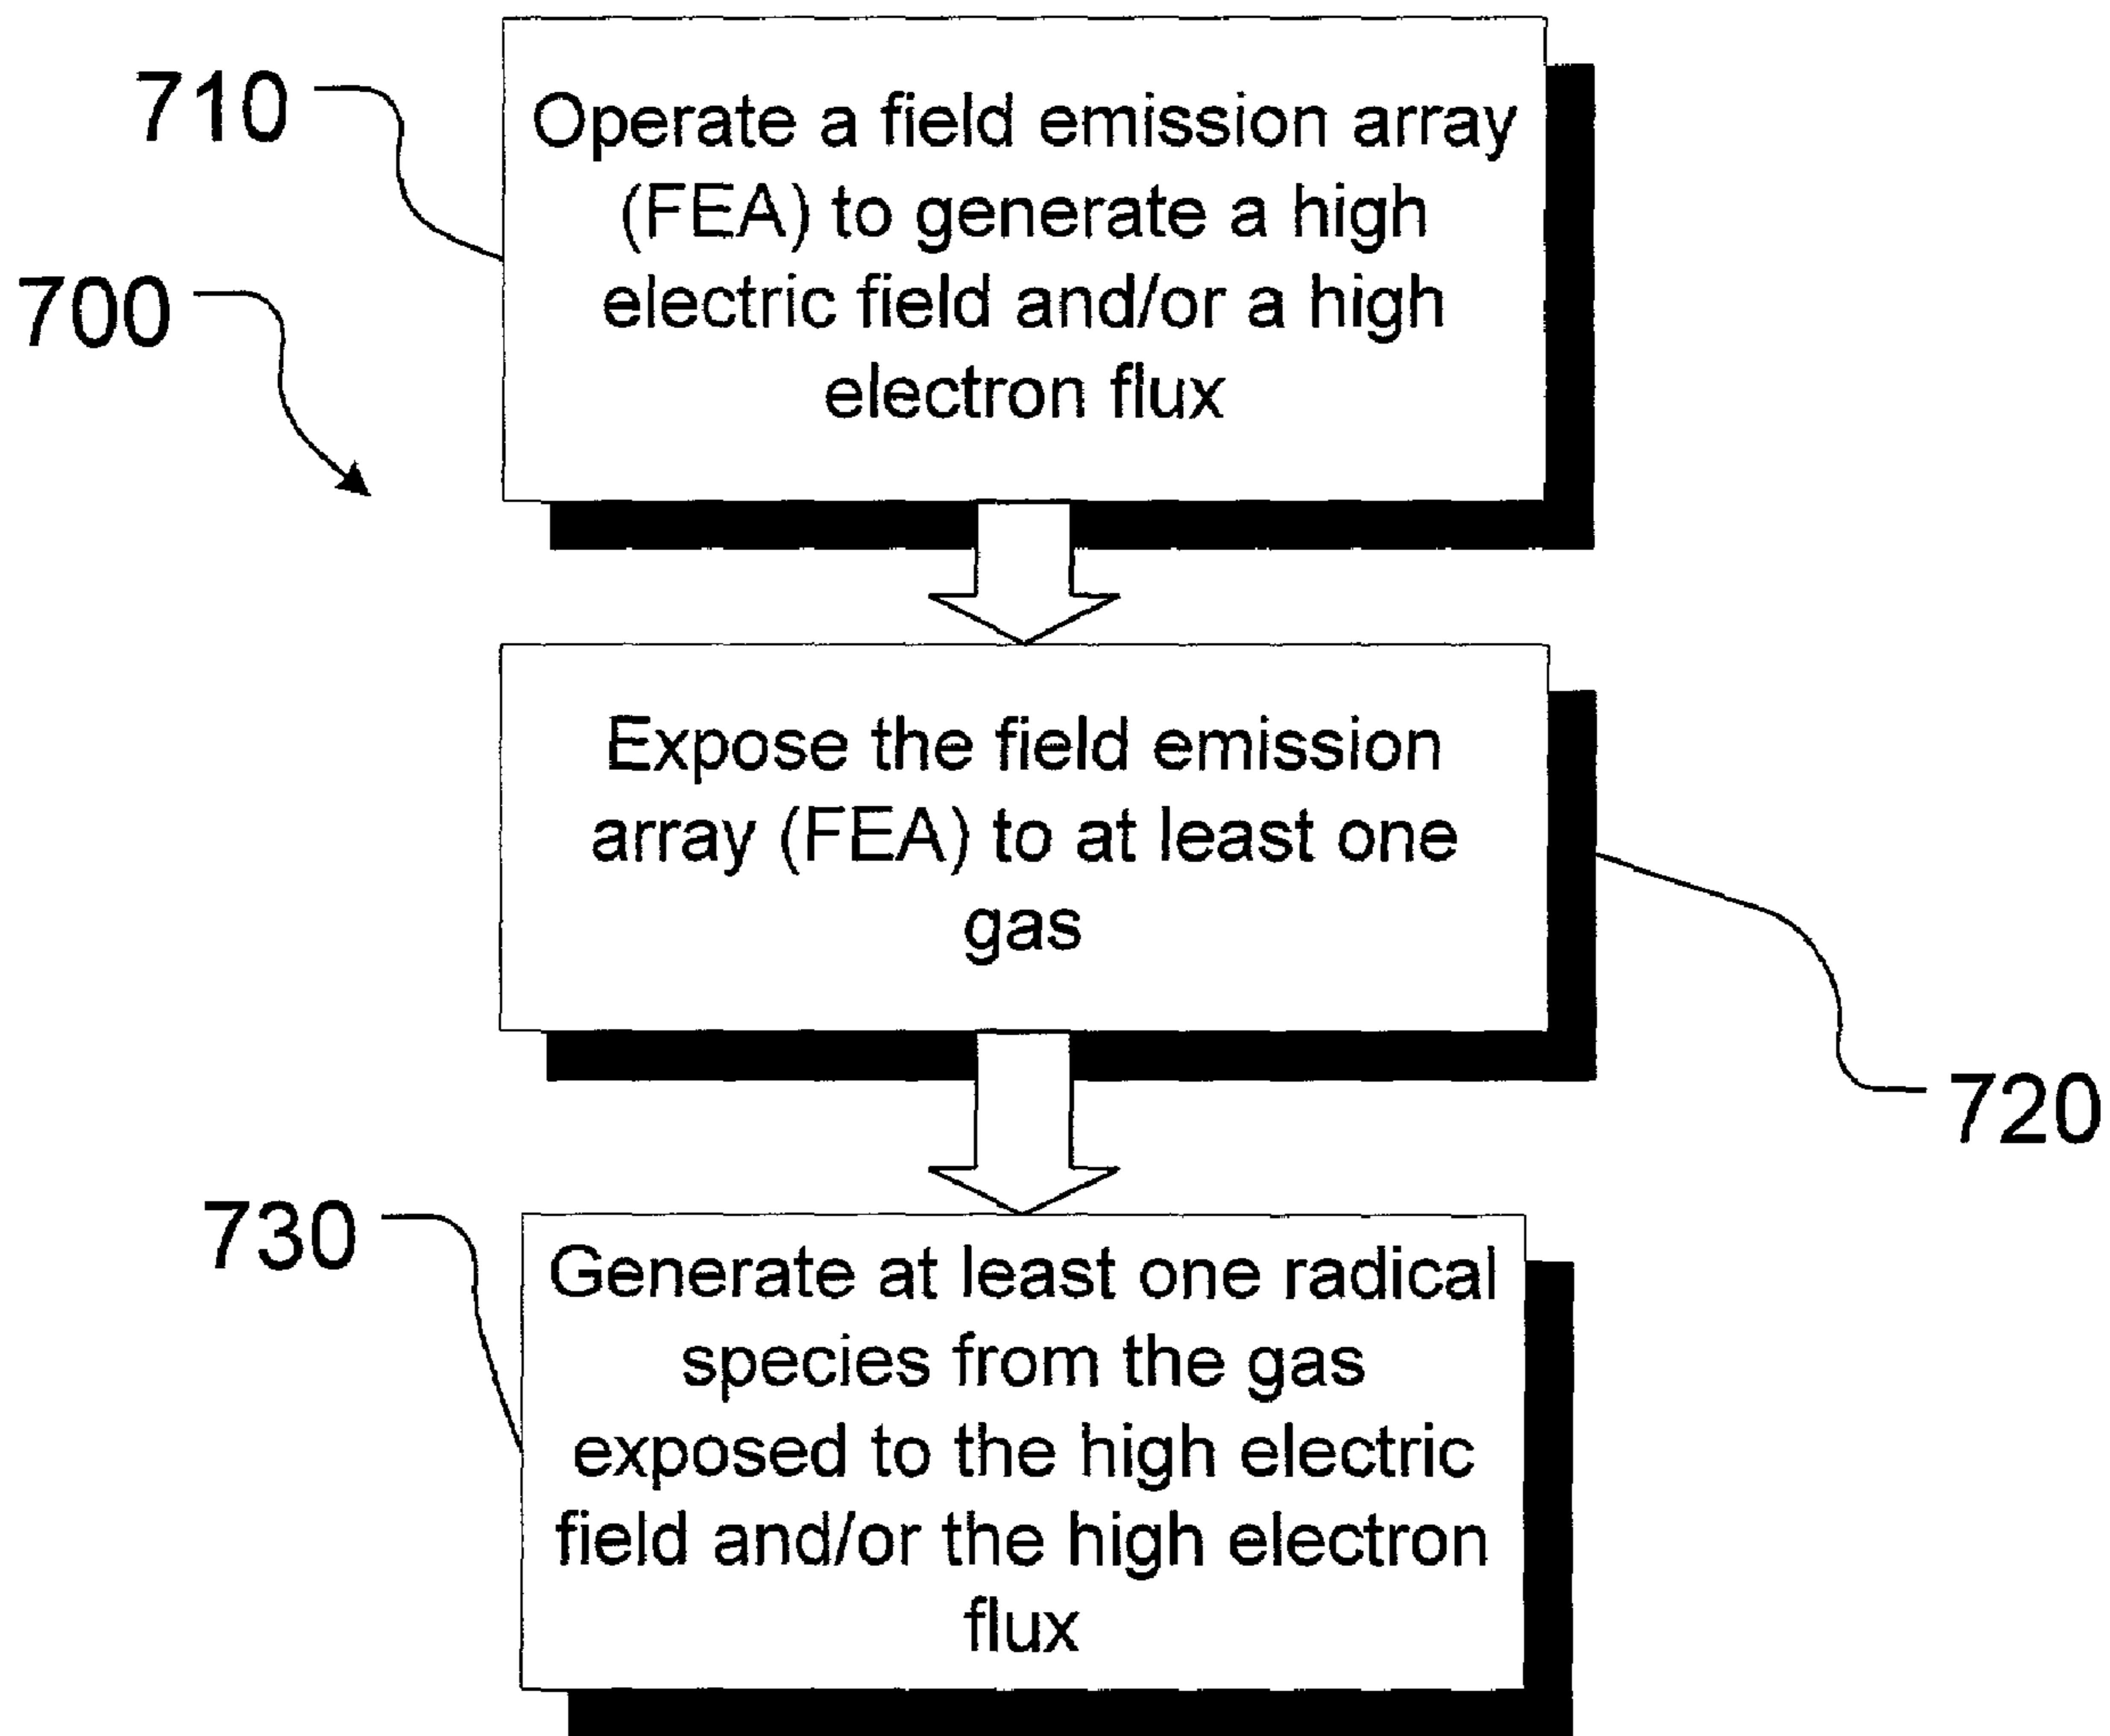 710
Operate a field emission array
(FEA) to generate a high
electric field and/or a high
electron flux
700
Expose the field emission
array (FEA) to at least one
gas
720
730
Generate at least one radical
species from the gas
exposed to the high electric
field and/or the high electron
flux